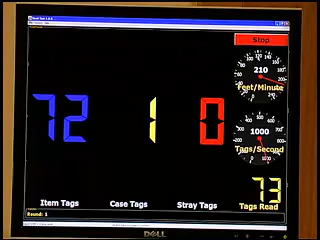 Stop
210
Feet/Minute
72 1 0
1000
Tags/Second
73
Item Tags Case Tags Stray Tags Tags Read
Round: 1
DELL